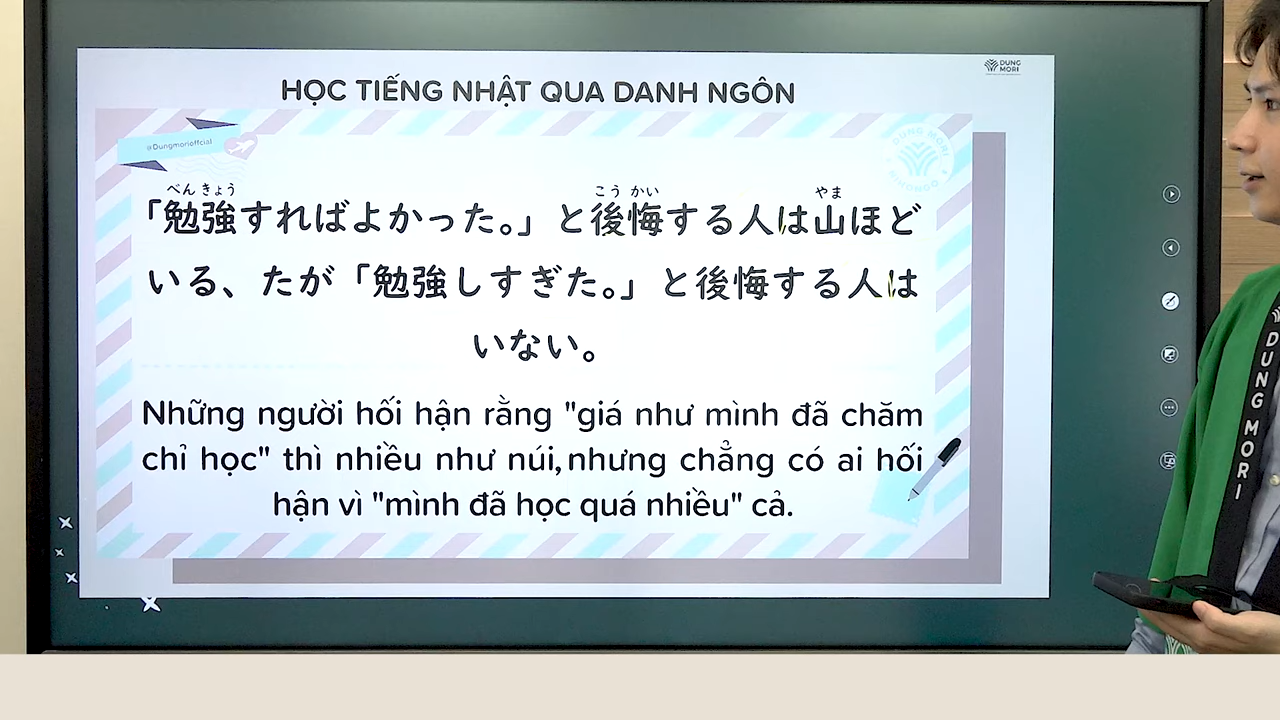 DUNG
MORI
HỌC TIẾNG NHẬT QUA DANH NGÔN
@Dungmorioffcial
DUNG MORI
NIHONGO
べんきょう
こうかい
やま
「勉強すればよかった。」と後悔する人は山ほど
いる、たが「勉強しすぎた。」と後悔する人は
いない。
Những người hối hận rằng "giá như mình đã chăm
chỉ học" thì nhiều như núi, nhưng chẳng có ai hối
hận vì "mình đã học quá nhiều" cả.
DUNG MORI